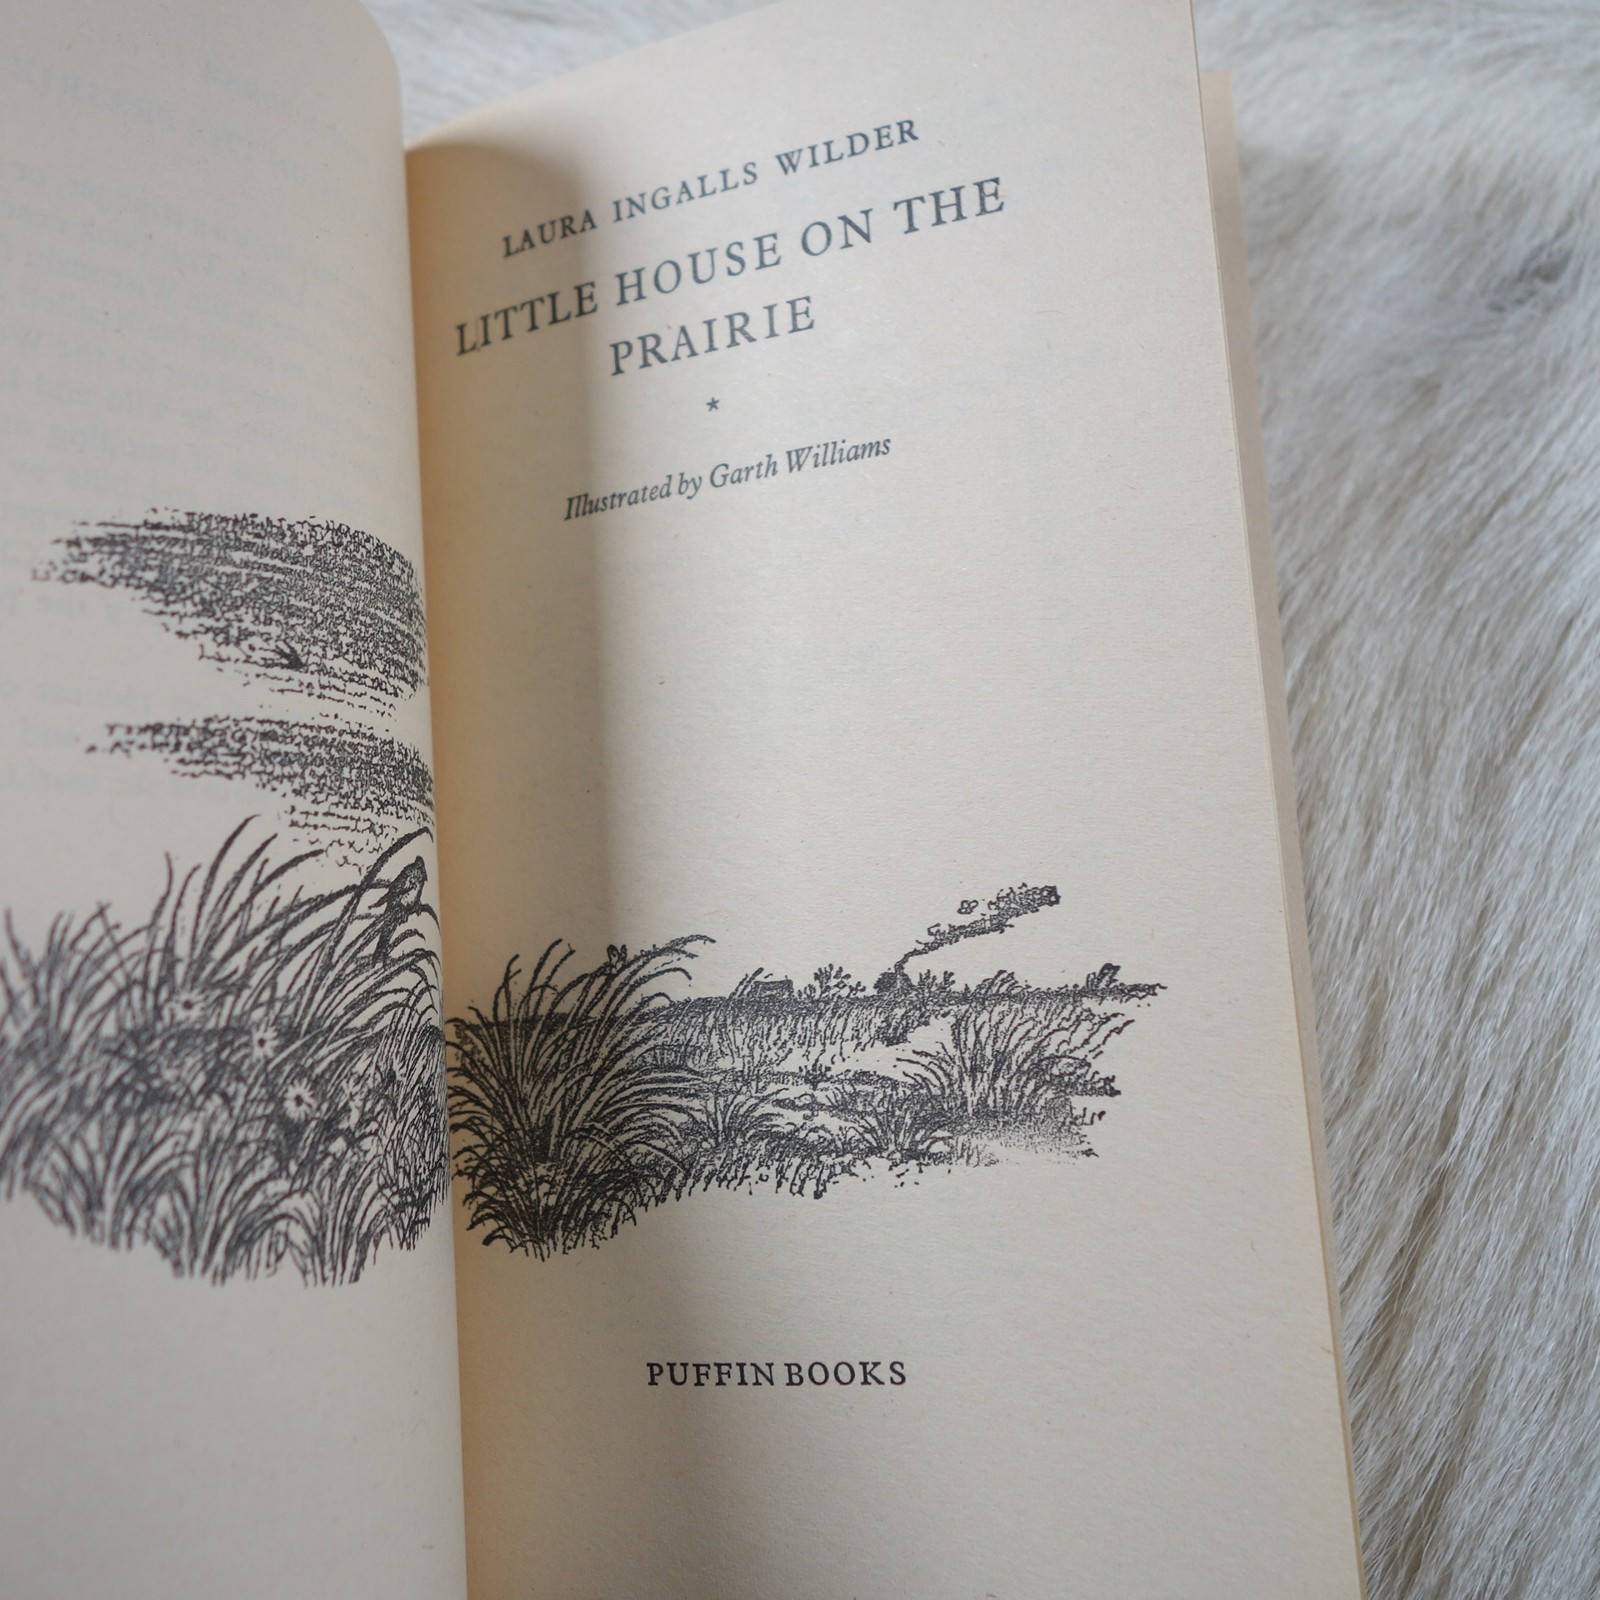 LAURA INGALLS WILDER
LITTLE HOUSE ON THE
PRAIRIE
*
Illustrated by Garth Williams
PUFFIN BOOKS